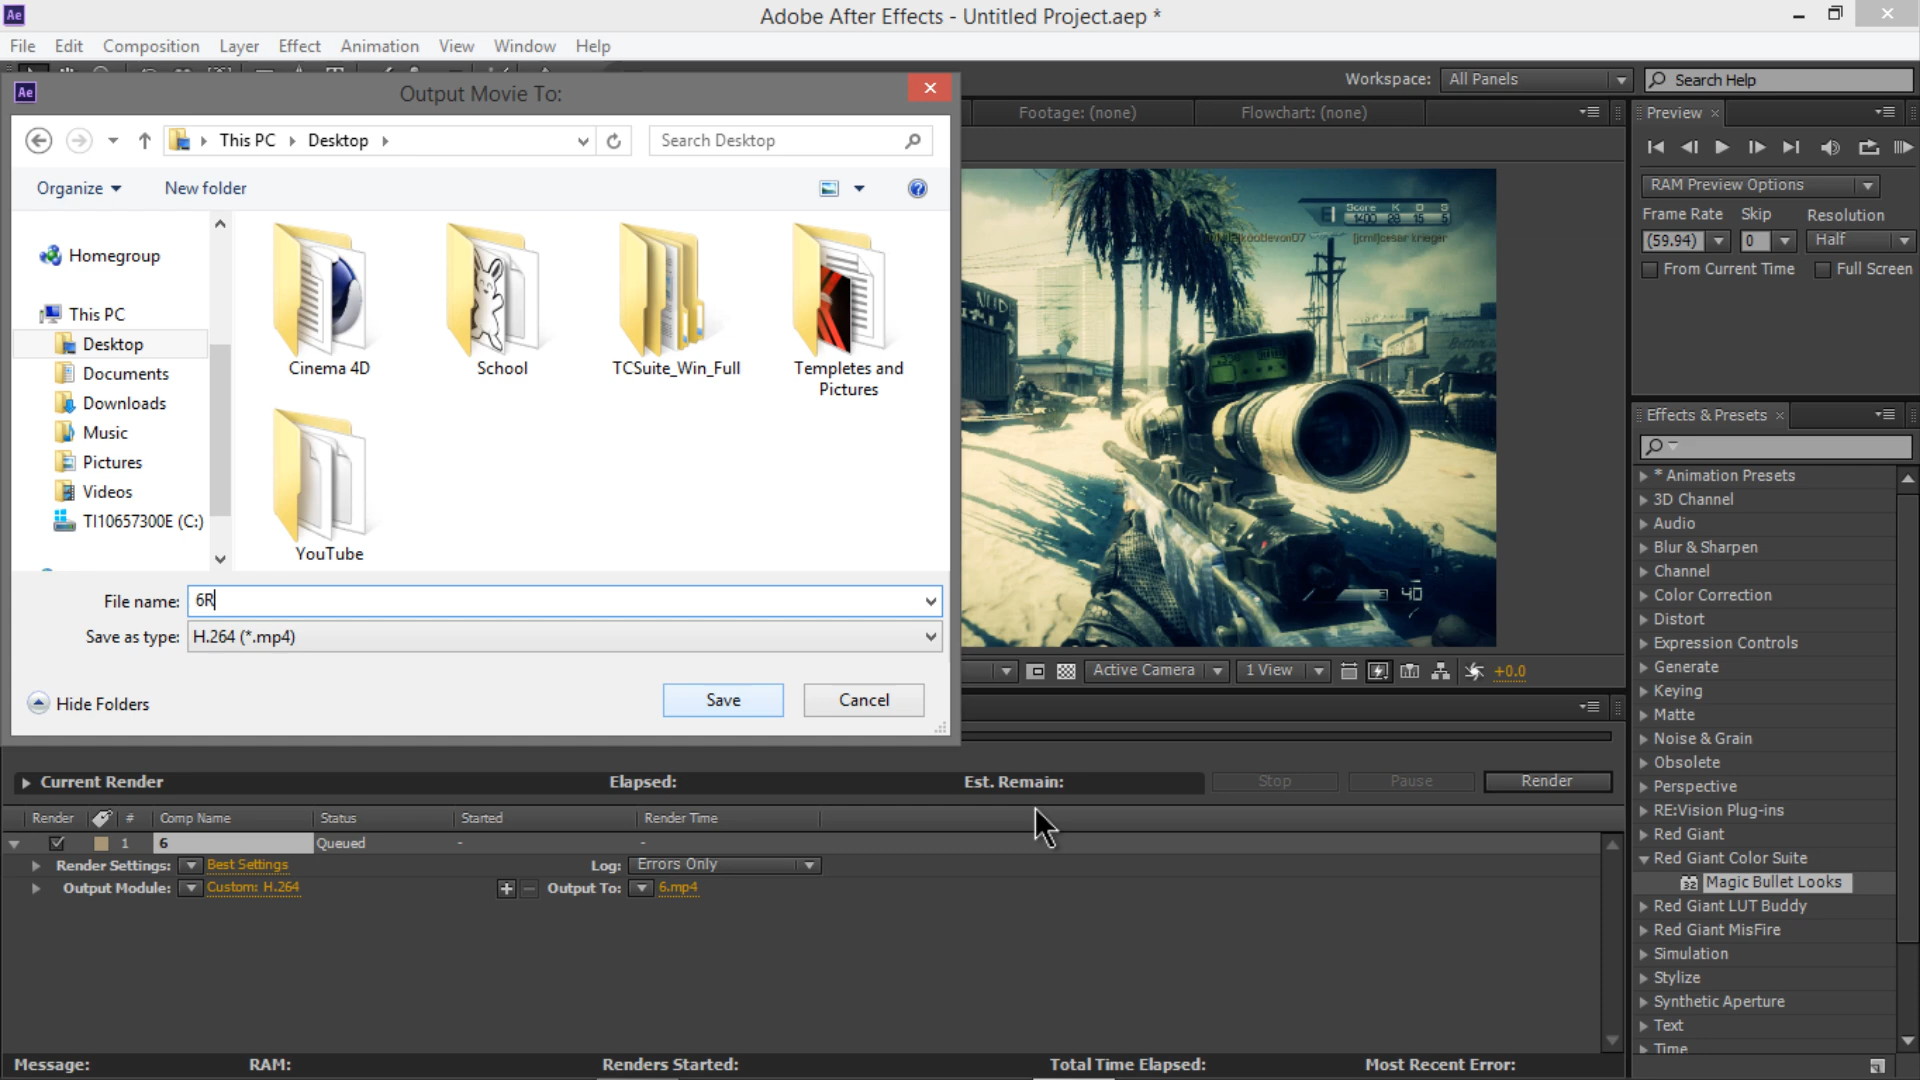 Ae
Adobe After Effects - Untitled Project.aep *
File Edit Composition Layer Effect Animation View Window Help
Workspace: All Panels
Search Help
Ae
Output Movie To:
This PC
Desktop
Search Desktop
Organize
New folder
Homegroup
This PC
Desktop
Documents
Downloads
Music
Pictures
Videos
TI10657300E (C:)
Cinema 4D
School
TCSuite_Win_Full
Templetes and
Pictures
YouTube
File name: 6R
Save as type: H.264 (*.mp4)
Hide Folders
Save
Cancel
Footage: (none)
Flowchart: (none)
Score K D S
1400 28 15 5
40
Active Camera
1 View
+0.0
Preview
RAM Preview Options
Frame Rate Skip Resolution
(59.94) 0 Half
From Current Time Full Screen
Effects & Presets
* Animation Presets
3D Channel
Audio
Blur & Sharpen
Channel
Color Correction
Distort
Expression Controls
Generate
Keying
Matte
Noise & Grain
Obsolete
Perspective
RE:Vision Plug-ins
Red Giant
Red Giant Color Suite
32 Magic Bullet Looks
Red Giant LUT Buddy
Red Giant MisFire
Simulation
Stylize
Synthetic Aperture
Text
Time
Current Render Elapsed: Est. Remain: Stop Pause Render
Render # Comp Name Status Started Render Time
1 6 Queued - -
Render Settings: Best Settings Log: Errors Only
Output Module: Custom: H.264 Output To: 6.mp4
Message: RAM: Renders Started: Total Time Elapsed: Most Recent Error: